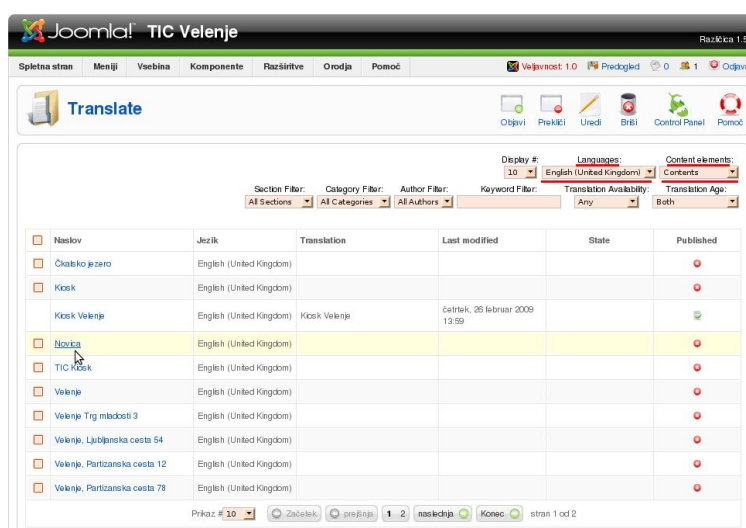 Joomla! TIC Velenje
Različica 1.5
Spletna stran Meniji Vsebina Komponente Razširitve Orodja Pomoč Veljavnost: 1.0 Predogled 0 1 Odjava
Translate
Objavi Prekliči Uredi Briši Control Panel Pomoč
Display #: Languages: Content elements:
10 English (United Kingdom) Contents
Section Filter: Category Filter: Author Filter: Keyword Filter: Translation Availability: Translation Age:
All Sections All Categories All Authors Any Both
Naslov Jezik Translation Last modified State Published
Čkalsko jezero English (United Kingdom)
Kiosk English (United Kingdom)
Kiosk Velenje English (United Kingdom) Kiosk Velenje četrtek, 26 februar 2009
13:59
Novica English (United Kingdom)
TIC Kiosk English (United Kingdom)
Velenje English (United Kingdom)
Velenje Trg mladosti 3 English (United Kingdom)
Velenje, Ljubljanska cesta 54 English (United Kingdom)
Velenje, Partizanska cesta 12 English (United Kingdom)
Velenje, Partizanska cesta 78 English (United Kingdom)
Prikaz # 10 Začetek prejšnja 1 2 naslednja Konec stran 1 od 2